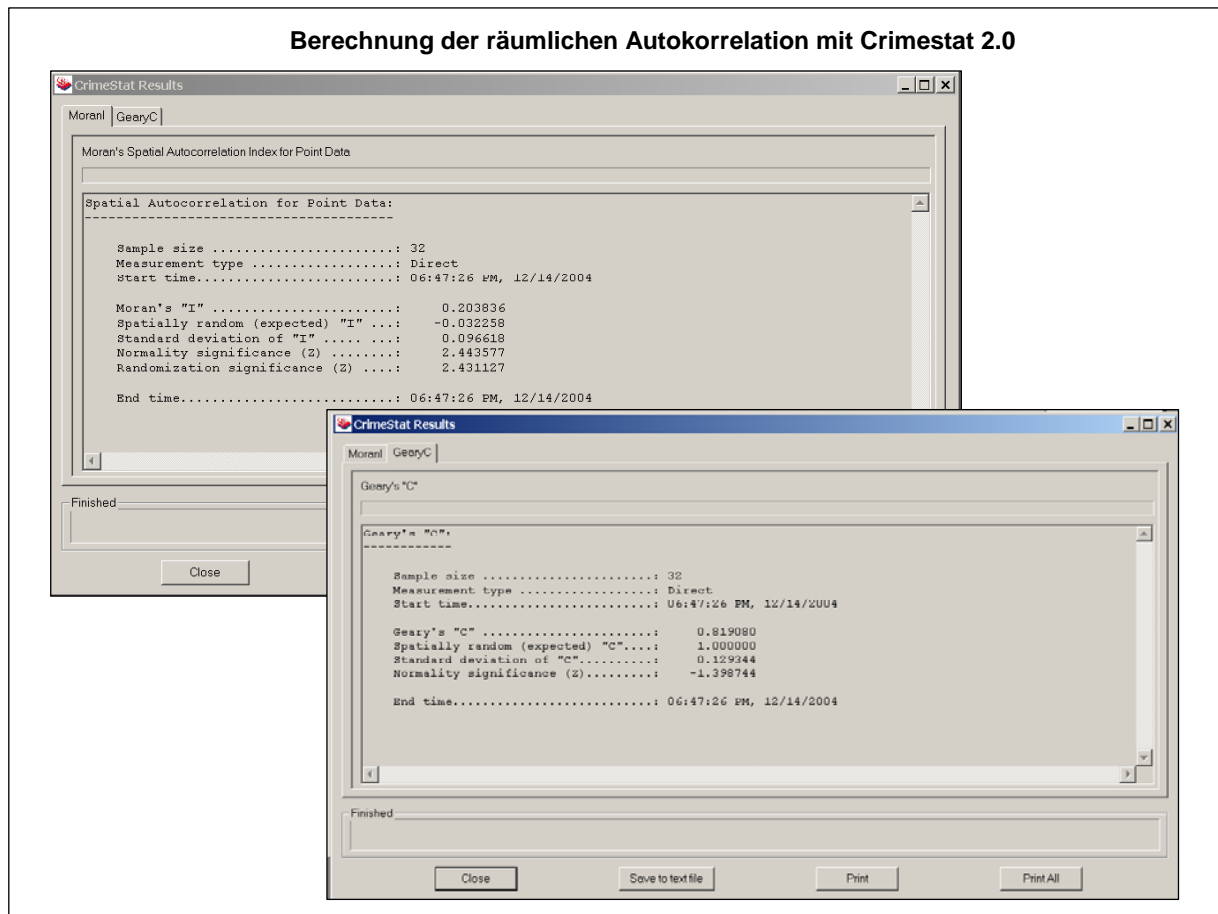 Berechnung der räumlichen Autokorrelation mit Crimestat 2.0
CrimeStat Results
MoranI GearyC
Moran's Spatial Autocorrelation Index for Point Data
Spatial Autocorrelation for Point Data:
---------------------------------------
Sample size .......................: 32
Measurement type ..................: Direct
Start time.........................: 06:47:26 PM, 12/14/2004
Moran's "I" .......................: 0.203836
Spatially random (expected) "I" ...: -0.032258
Standard deviation of "I" ..... ...: 0.096618
Normality significance (Z) ........: 2.443577
Randomization significance (Z) ....: 2.431127
End time...........................: 06:47:26 PM, 12/14/2004
Finished
Close
CrimeStat Results
MoranI GearyC
Geary's "C"
Geary's "C":
------------
Sample size .......................: 32
Measurement type ..................: Direct
Start time.........................: 06:47:26 PM, 12/14/2004
Geary's "C" .......................: 0.819080
Spatially random (expected) "C"....: 1.000000
Standard deviation of "C"..........: 0.129344
Normality significance (Z).........: -1.398744
End time...........................: 06:47:26 PM, 12/14/2004
Finished
Close Save to text file Print Print All